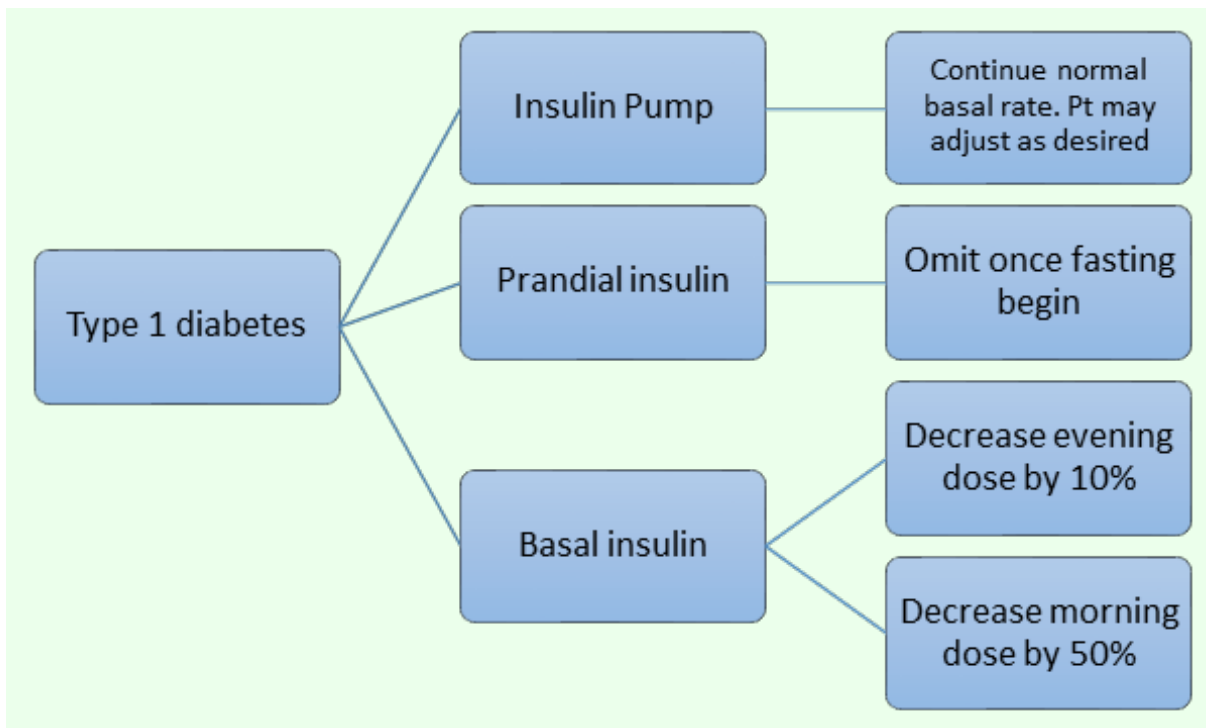 Type 1 diabetes
Insulin Pump
Continue normal
basal rate. Pt may
adjust as desired
Prandial insulin
Omit once fasting
begin
Basal insulin
Decrease evening
dose by 10%
Decrease morning
dose by 50%